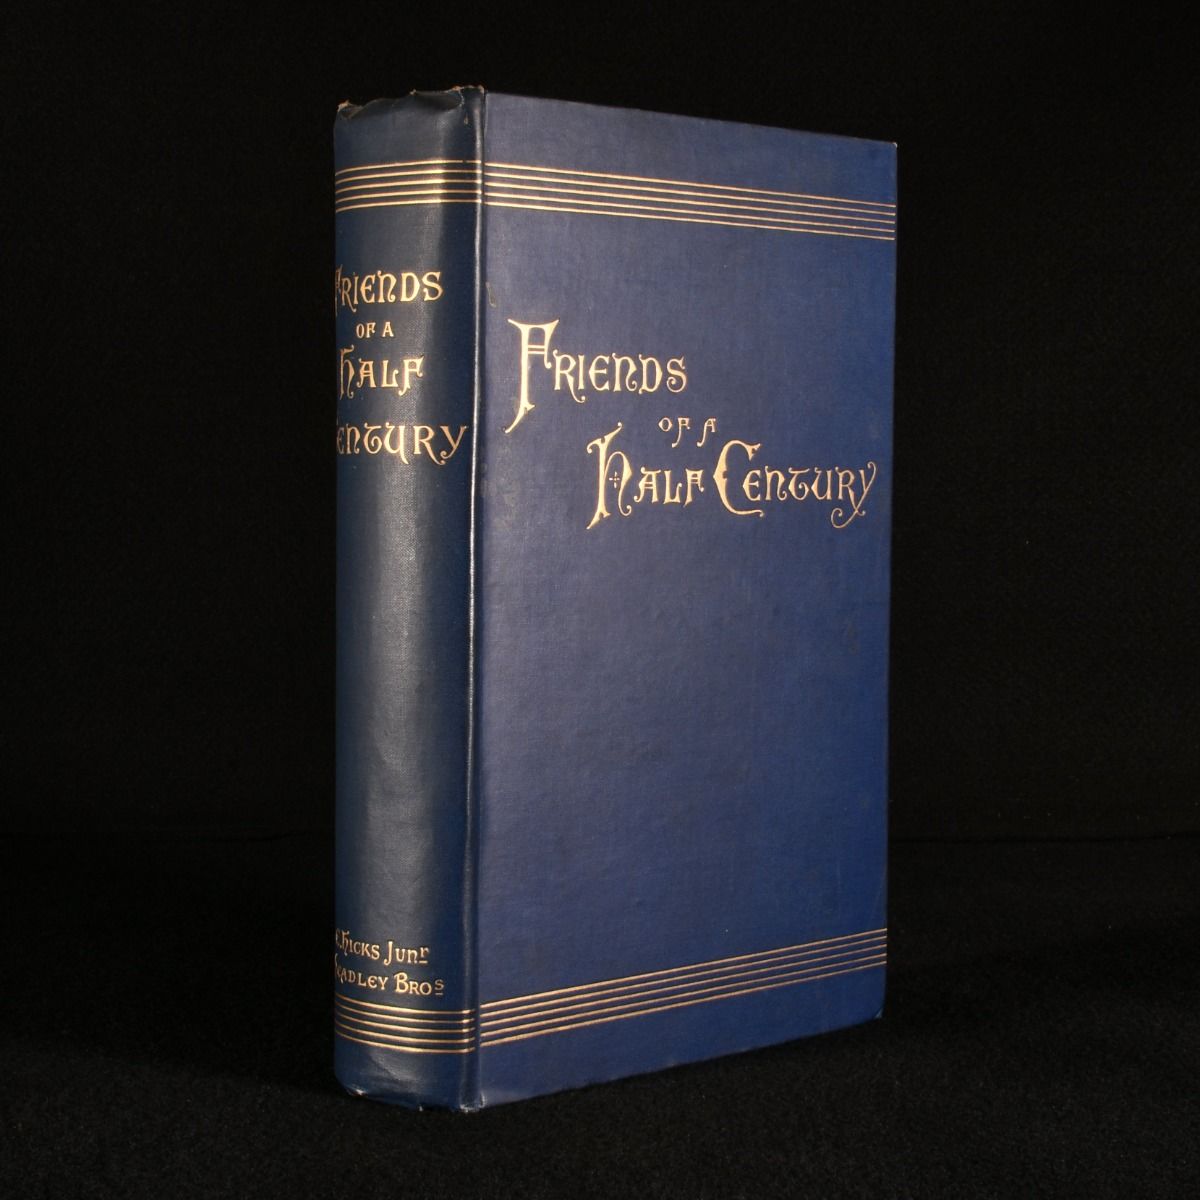 FRIENDS
OF A
HALF
CENTURY
E. HICKS JUNr
HEADLEY BROs
FRIENDS
OF A
HALF CENTURY